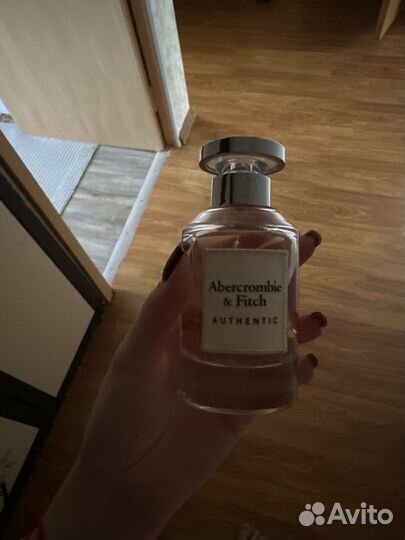 Abercrombie
& Fitch
AUTHENTIC
Avito